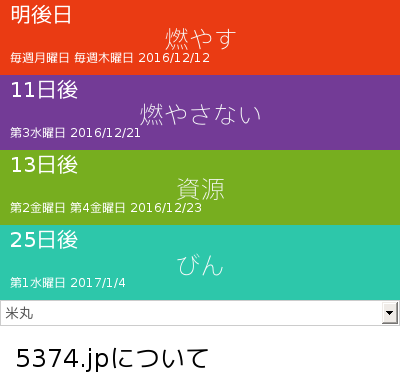 明後日
燃やす
毎週月曜日 毎週木曜日 2016/12/12
11日後
燃やさない
第3水曜日 2016/12/21
13日後
資源
第2金曜日 第4金曜日 2016/12/23
25日後
びん
第1水曜日 2017/1/4
米丸
5374.jpについて